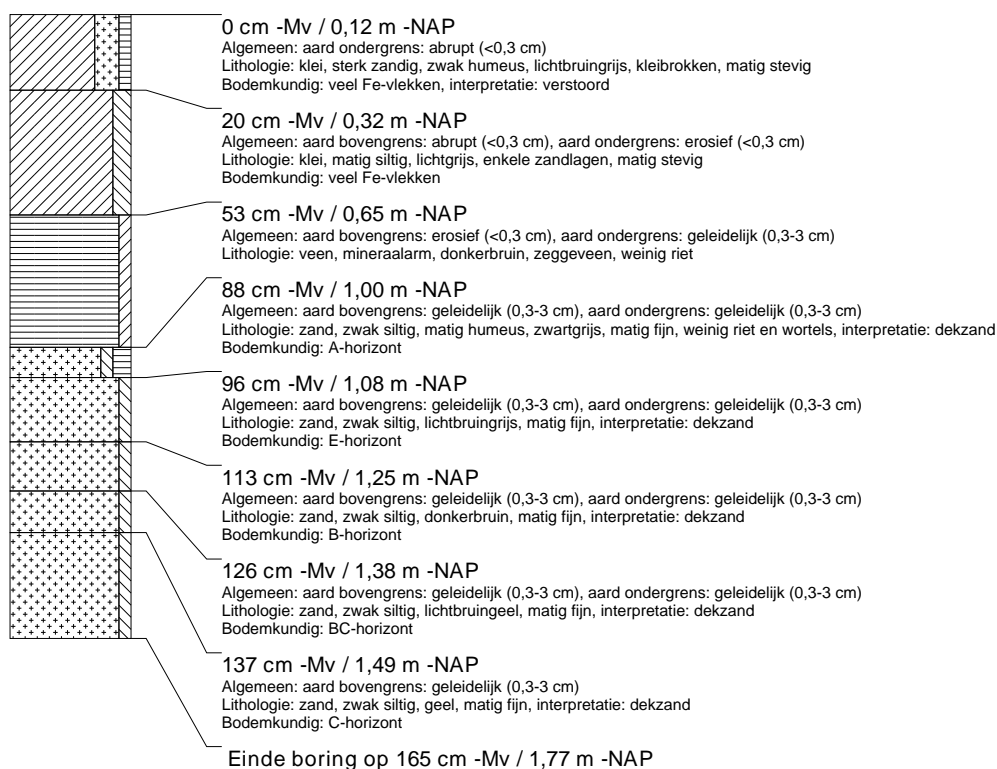 0 cm -Mv / 0,12 m -NAP
Algemeen: aard ondergrens: abrupt (<0,3 cm)
Lithologie: klei, sterk zandig, zwak humeus, lichtbruingrijs, kleibrokken, matig stevig
Bodemkundig: veel Fe-vlekken, interpretatie: verstoord
20 cm -Mv / 0,32 m -NAP
Algemeen: aard bovengrens: abrupt (<0,3 cm), aard ondergrens: erosief (<0,3 cm)
Lithologie: klei, matig siltig, lichtgrijs, enkele zandlagen, matig stevig
Bodemkundig: veel Fe-vlekken
53 cm -Mv / 0,65 m -NAP
Algemeen: aard bovengrens: erosief (<0,3 cm), aard ondergrens: geleidelijk (0,3-3 cm)
Lithologie: veen, mineraalarm, donkerbruin, zeggeveen, weinig riet
88 cm -Mv / 1,00 m -NAP
Algemeen: aard bovengrens: geleidelijk (0,3-3 cm), aard ondergrens: geleidelijk (0,3-3 cm)
Lithologie: zand, zwak siltig, matig humeus, zwartgrijs, matig fijn, weinig riet en wortels, interpretatie: dekzand
Bodemkundig: A-horizont
96 cm -Mv / 1,08 m -NAP
Algemeen: aard bovengrens: geleidelijk (0,3-3 cm), aard ondergrens: geleidelijk (0,3-3 cm)
Lithologie: zand, zwak siltig, lichtbruingrijs, matig fijn, interpretatie: dekzand
Bodemkundig: E-horizont
113 cm -Mv / 1,25 m -NAP
Algemeen: aard bovengrens: geleidelijk (0,3-3 cm), aard ondergrens: geleidelijk (0,3-3 cm)
Lithologie: zand, zwak siltig, donkerbruin, matig fijn, interpretatie: dekzand
Bodemkundig: B-horizont
126 cm -Mv / 1,38 m -NAP
Algemeen: aard bovengrens: geleidelijk (0,3-3 cm), aard ondergrens: geleidelijk (0,3-3 cm)
Lithologie: zand, zwak siltig, lichtbruingeel, matig fijn, interpretatie: dekzand
Bodemkundig: BC-horizont
137 cm -Mv / 1,49 m -NAP
Algemeen: aard bovengrens: geleidelijk (0,3-3 cm)
Lithologie: zand, zwak siltig, geel, matig fijn, interpretatie: dekzand
Bodemkundig: C-horizont
Einde boring op 165 cm -Mv / 1,77 m -NAP